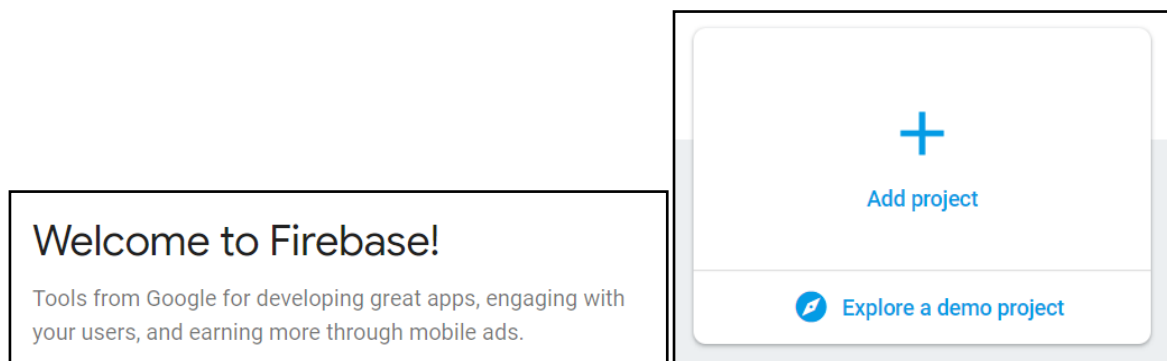 Welcome to Firebase!
Tools from Google for developing great apps, engaging with
your users, and earning more through mobile ads.
Add project
Explore a demo project